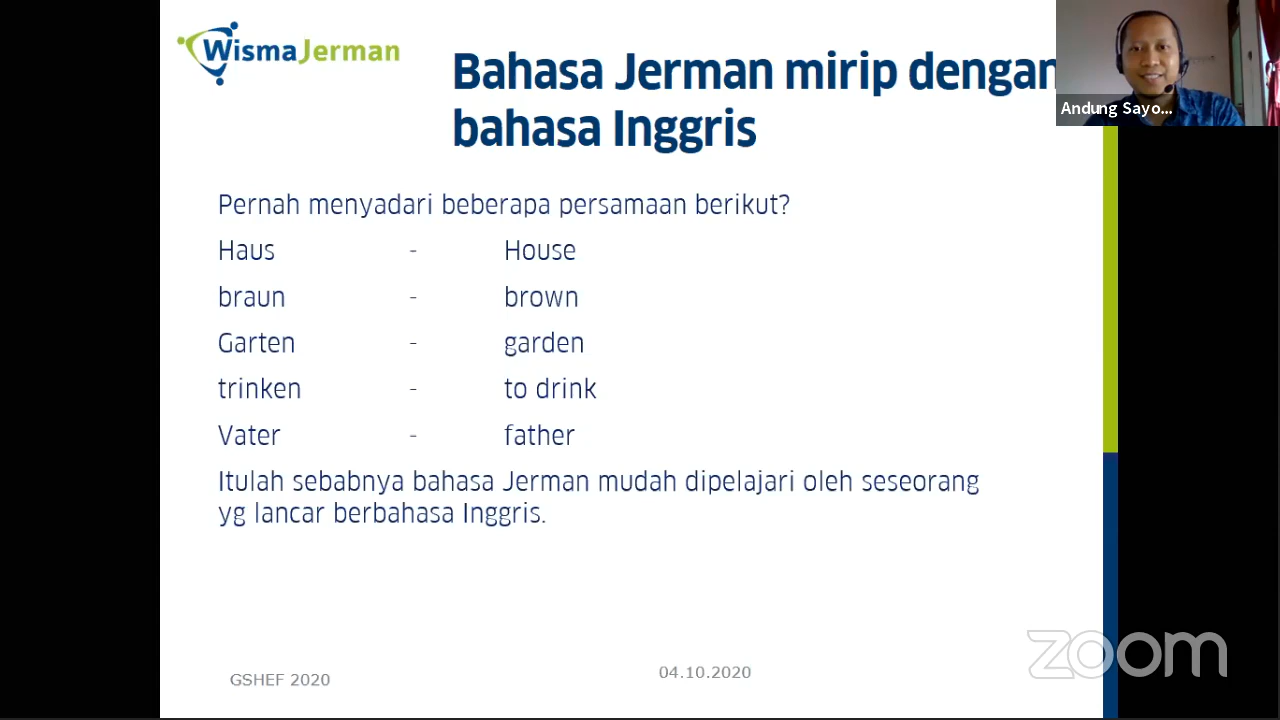 WismaJerman
Bahasa Jerman mirip dengan
bahasa Inggris
Andung Sayo...
Pernah menyadari beberapa persamaan berikut?
Haus - House
braun - brown
Garten - garden
trinken - to drink
Vater - father
Itulah sebabnya bahasa Jerman mudah dipelajari oleh seseorang
yg lancar berbahasa Inggris.
zoom
GSHEF 2020
04.10.2020